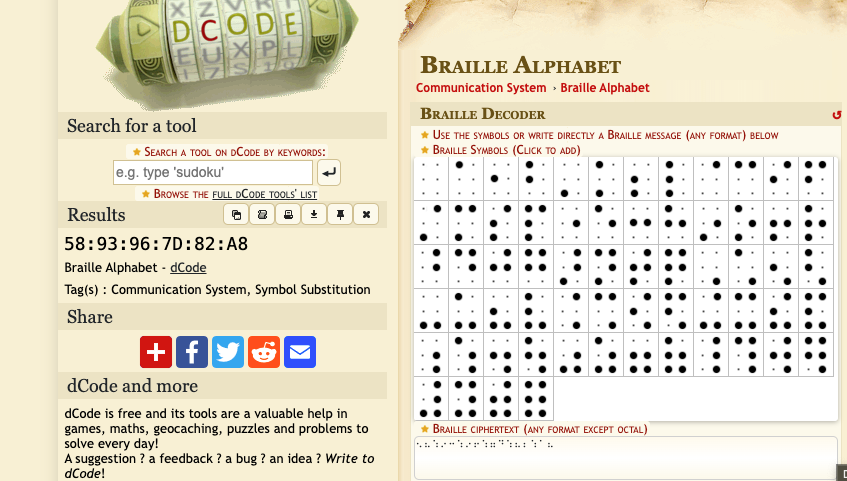 DCODE
Search for a tool
★ Search a tool on dCode by keywords:
e.g. type 'sudoku'
★ Browse the full dCode tools' list
Results
58:93:96:7D:82:A8
Braille Alphabet - dCode
Tag(s) : Communication System, Symbol Substitution
Share
dCode and more
dCode is free and its tools are a valuable help in
games, maths, geocaching, puzzles and problems to
solve every day!
A suggestion ? a feedback ? a bug ? an idea ? Write to
dCode!
Braille Alphabet
Communication System › Braille Alphabet
Braille Decoder
★ Use the symbols or write directly a Braille message (any format) below
★ Braille Symbols (Click to add)
★ Braille ciphertext (any format except octal)